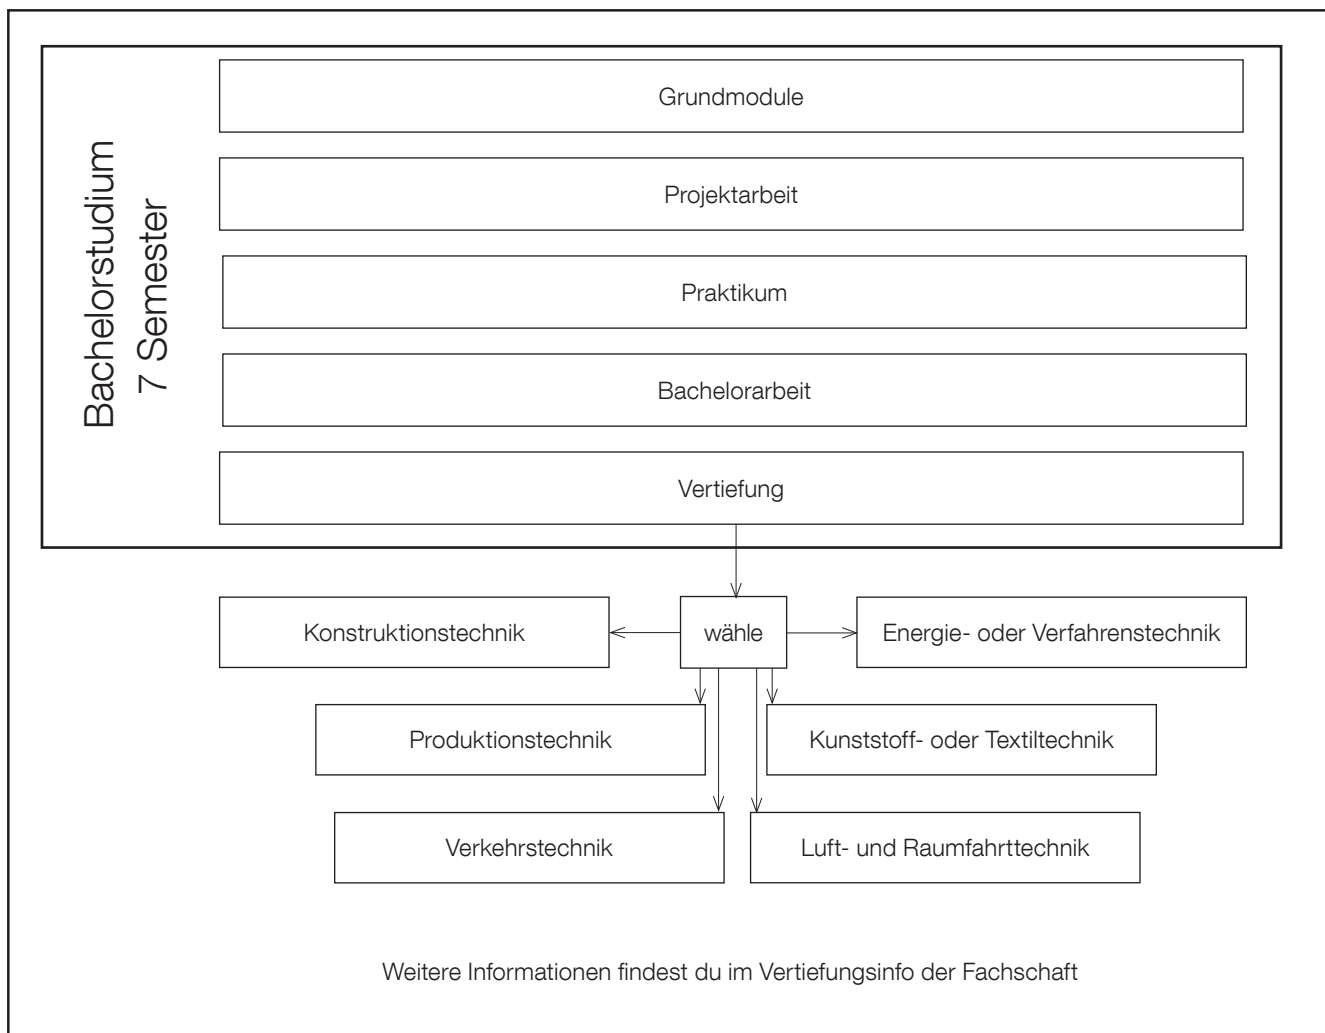 Bachelorstudium
7 Semester
Grundmodule
Projektarbeit
Praktikum
Bachelorarbeit
Vertiefung
Konstruktionstechnik
wähle
Energie- oder Verfahrenstechnik
Produktionstechnik
Kunststoff- oder Textiltechnik
Verkehrstechnik
Luft- und Raumfahrttechnik
Weitere Informationen findest du im Vertiefungsinfo der Fachschaft